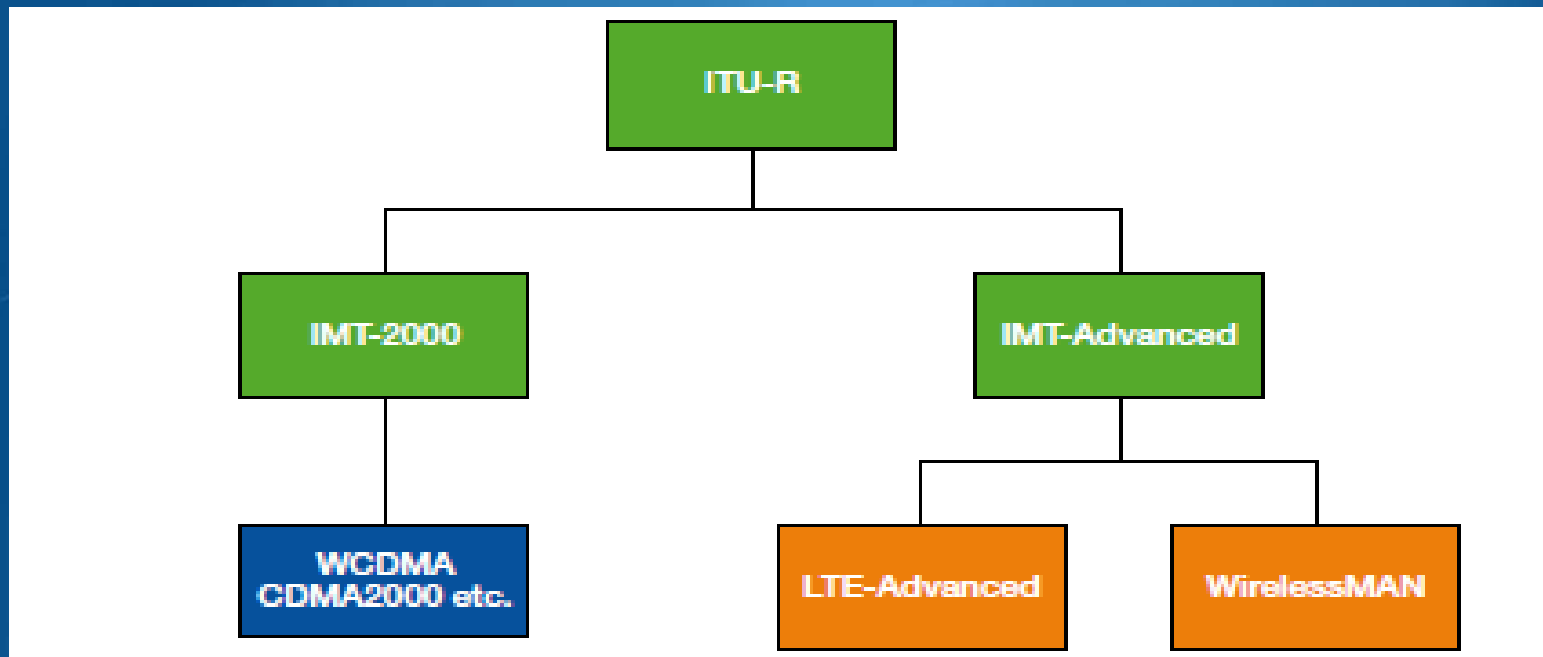 ITU-R
IMT-2000
IMT-Advanced
WCDMA
CDMA2000 etc.
LTE-Advanced
WirelessMAN